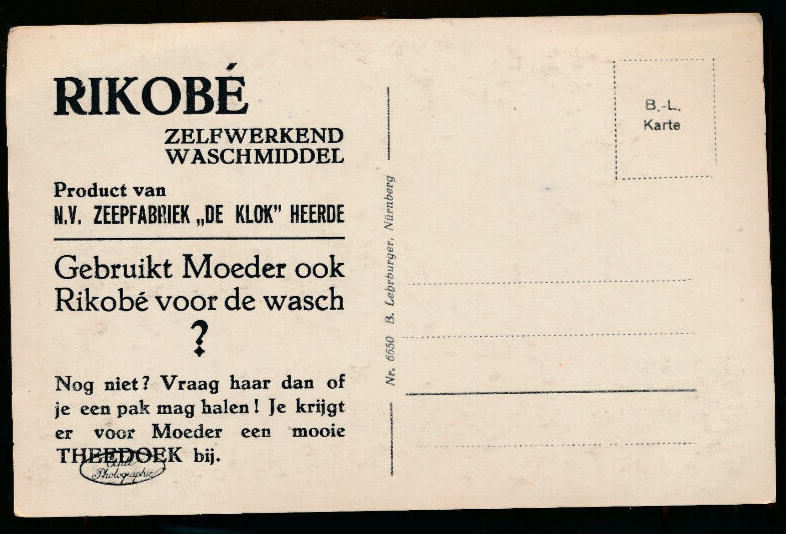 RIKOBÉ
ZELFWERKEND
WASCHMIDDEL
Product van
N.V. ZEEPFABRIEK „DE KLOK" HEERDE
Gebruikt Moeder ook
Rikobé voor de wasch
?
Nog niet? Vraag haar dan of
je een pak mag halen! Je krijgt
er voor Moeder een mooie
THEEDOEK bij.
Photographie
Nr. 6650 B. Lehrburger, Nürnberg
B.-L.
Karte